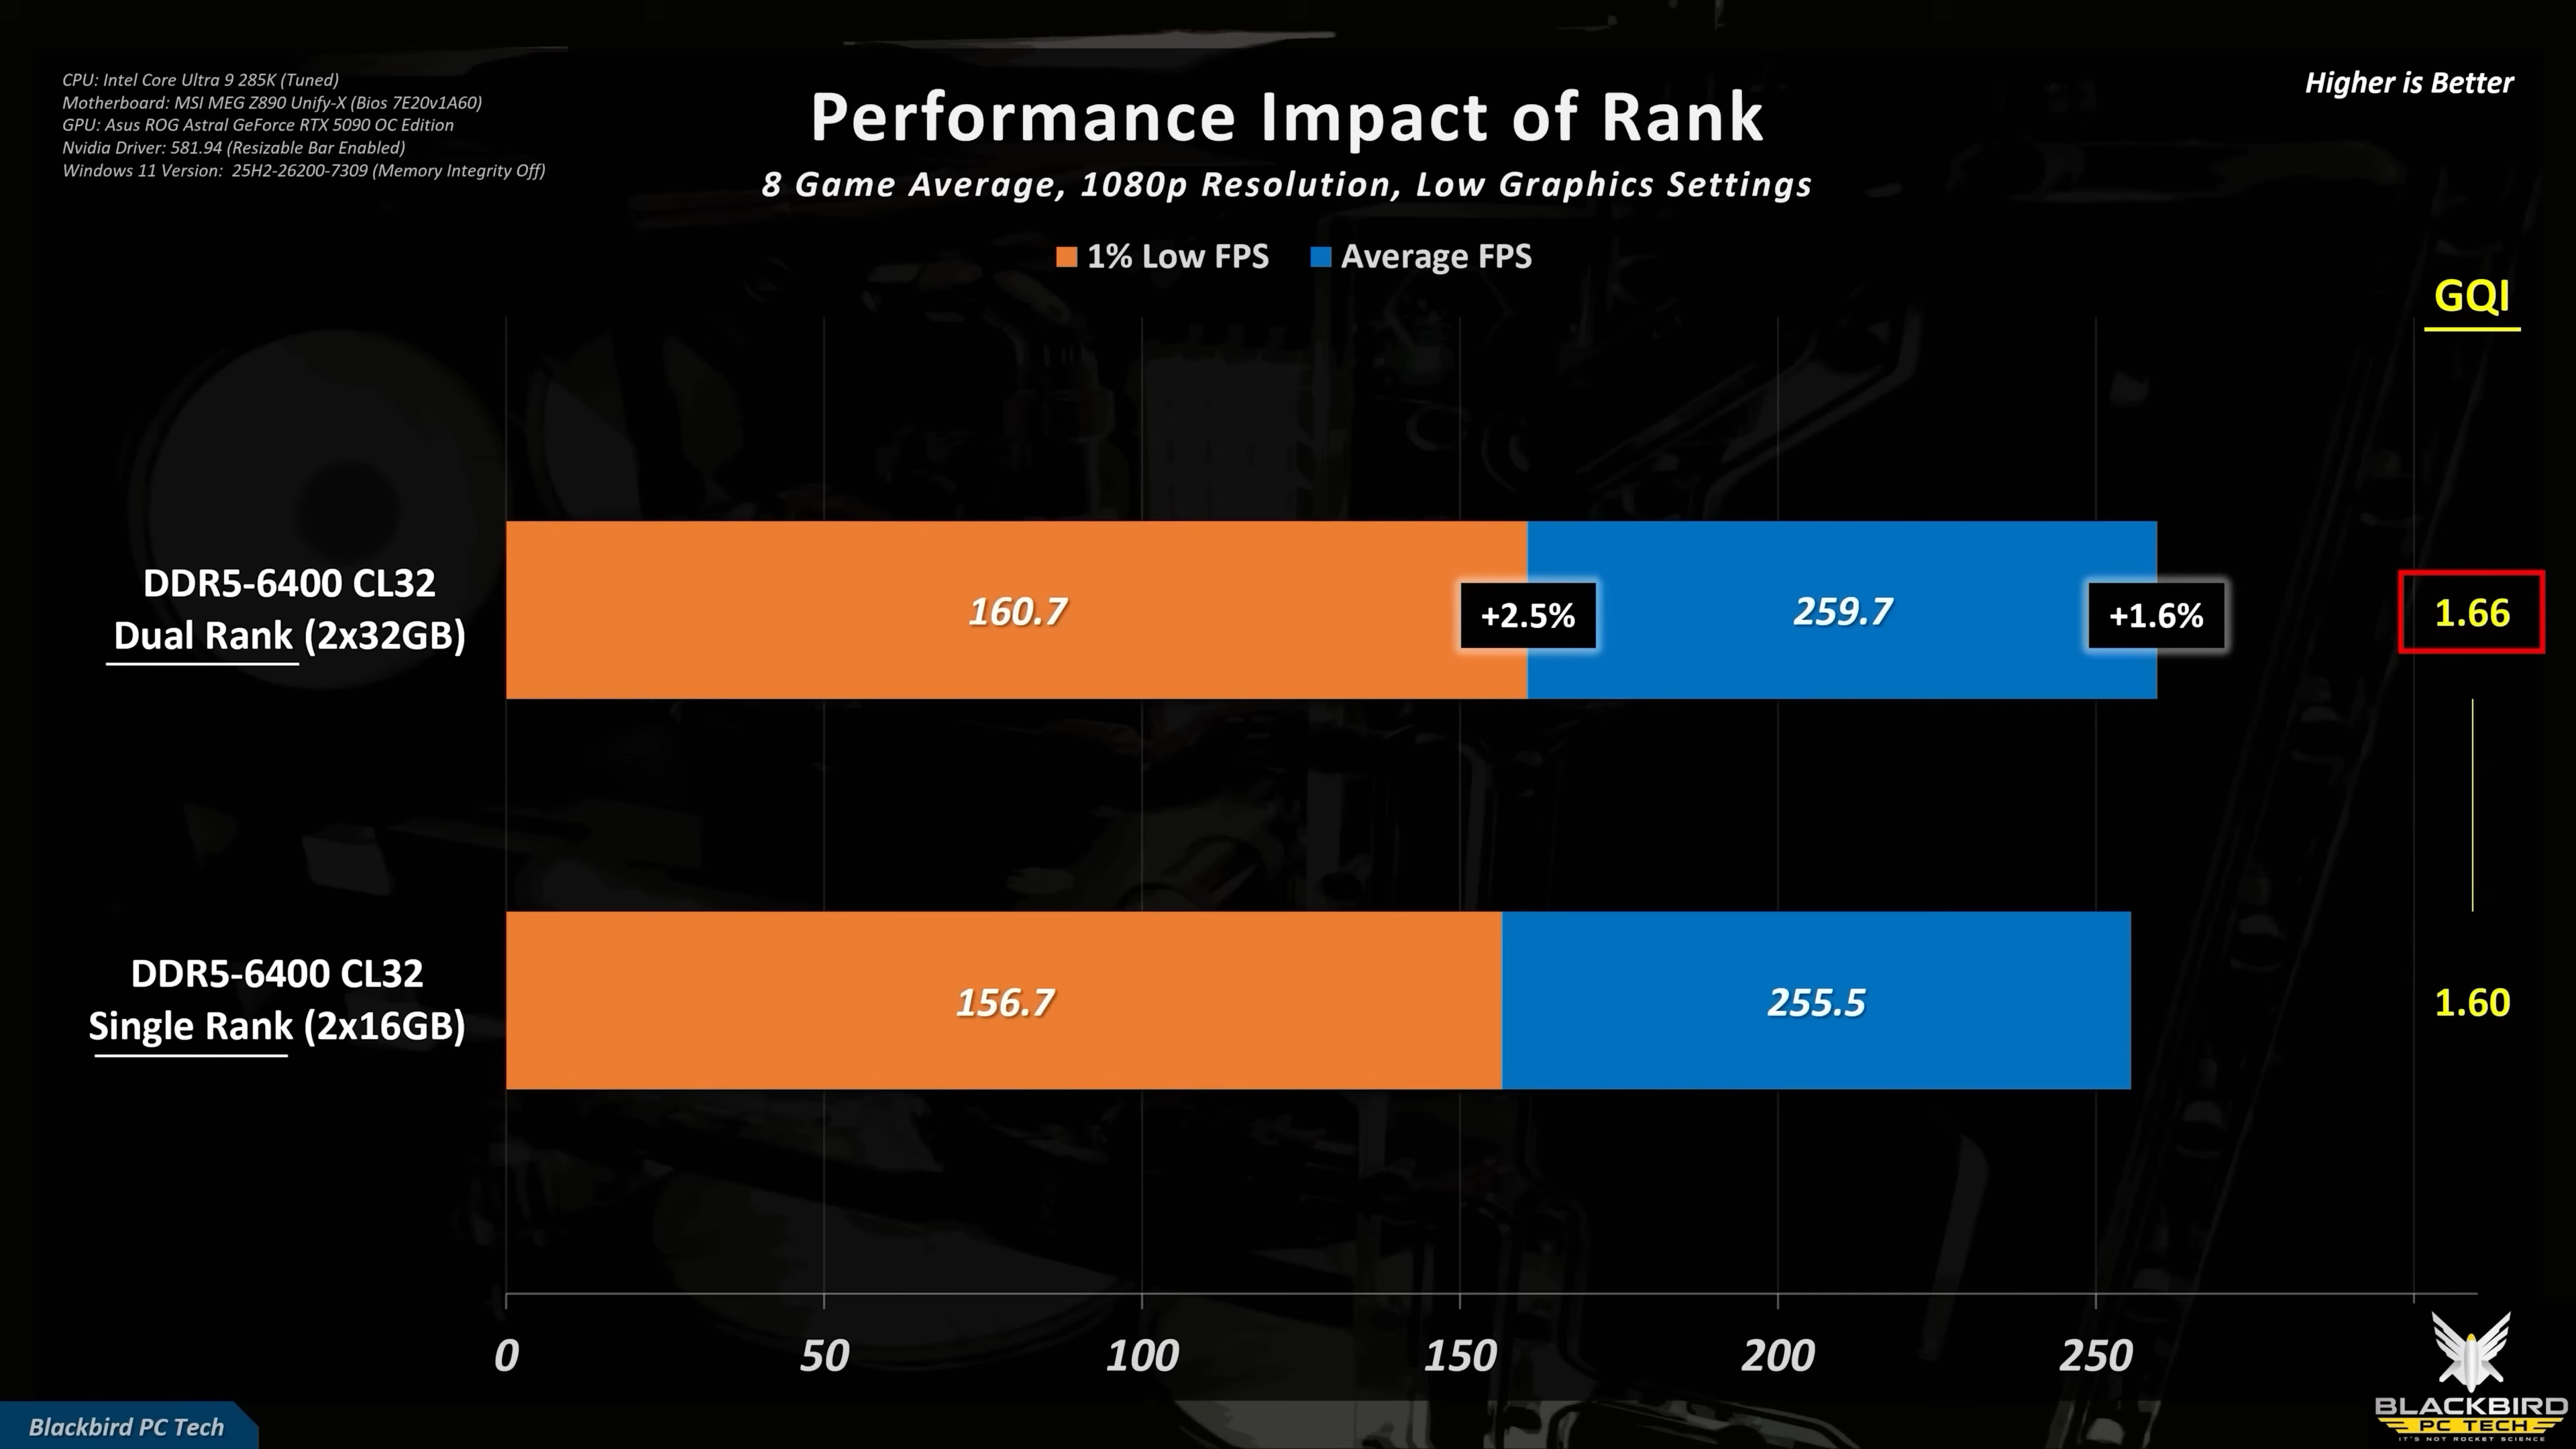 CPU: Intel Core Ultra 9 285K (Tuned)
Motherboard: MSI MEG Z890 Unify-X (Bios 7E20v1A60)
GPU: Asus ROG Astral GeForce RTX 5090 OC Edition
Nvidia Driver: 581.94 (Resizable Bar Enabled)
Windows 11 Version: 25H2-26200-7309 (Memory Integrity Off)
Performance Impact of Rank
8 Game Average, 1080p Resolution, Low Graphics Settings
Higher is Better
1% Low FPS
Average FPS
GQI
DDR5-6400 CL32
Dual Rank (2x32GB)
160.7
+2.5%
259.7
+1.6%
1.66
DDR5-6400 CL32
Single Rank (2x16GB)
156.7
255.5
1.60
0
50
100
150
200
250
Blackbird PC Tech
BLACKBIRD
PC TECH
IT'S NOT ROCKET SCIENCE